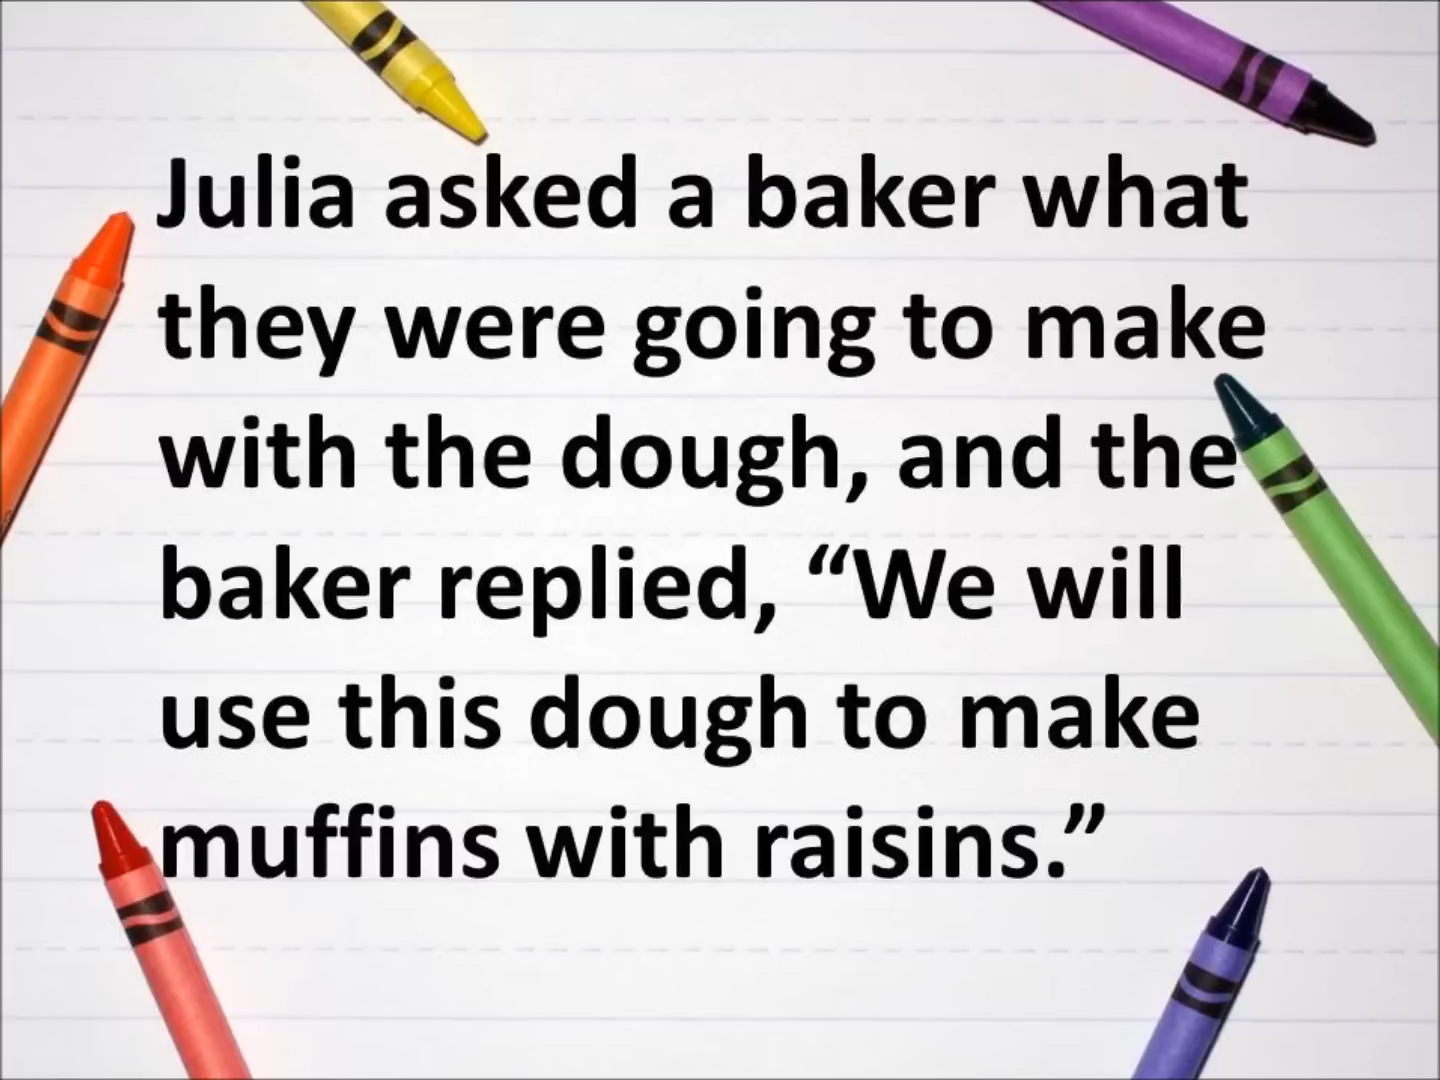 Julia asked a baker what
they were going to make
with the dough, and the
baker replied, “We will
use this dough to make
muffins with raisins.”